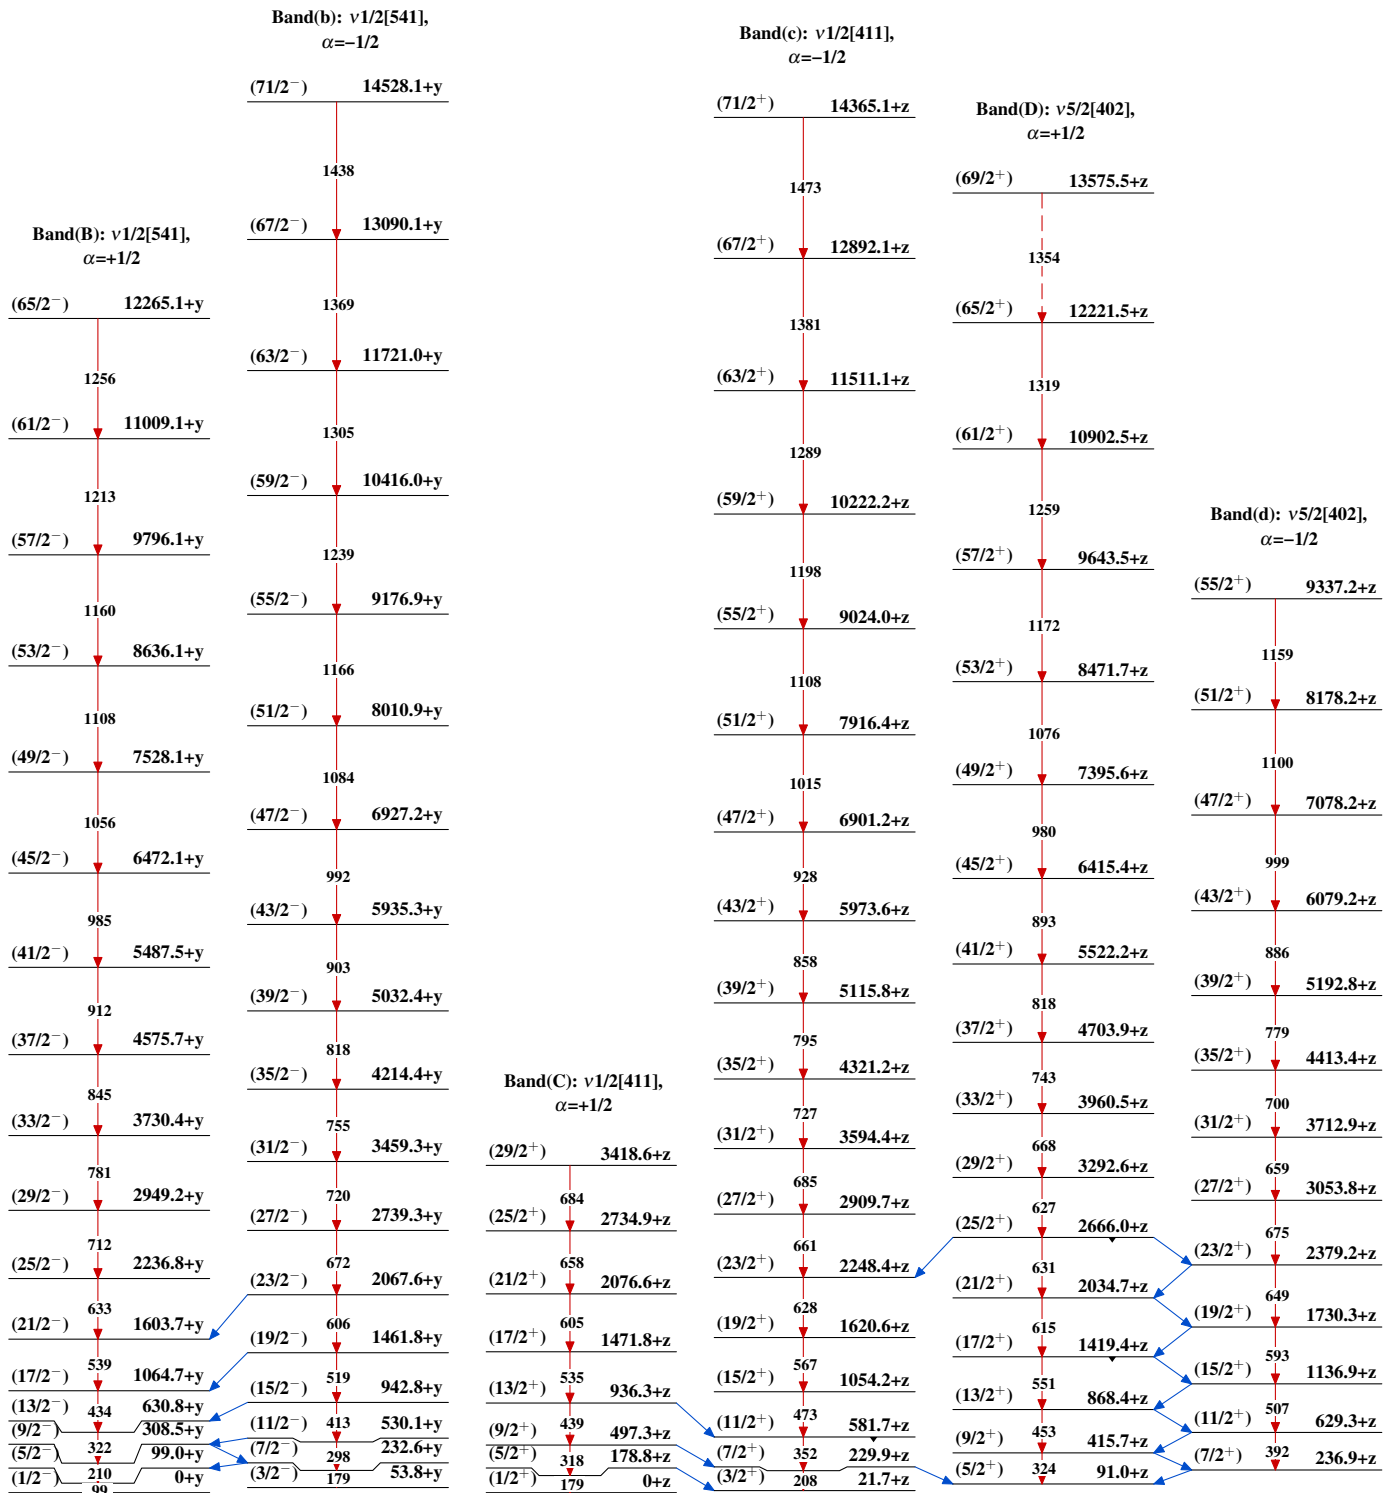 Band(B): ν1/2[541],
α=+1/2
(65/2⁻) 12265.1+y
1256
(61/2⁻) 11009.1+y
1213
(57/2⁻) 9796.1+y
1160
(53/2⁻) 8636.1+y
1108
(49/2⁻) 7528.1+y
1056
(45/2⁻) 6472.1+y
985
(41/2⁻) 5487.5+y
912
(37/2⁻) 4575.7+y
845
(33/2⁻) 3730.4+y
781
(29/2⁻) 2949.2+y
712
(25/2⁻) 2236.8+y
633
(21/2⁻) 1603.7+y
539
(17/2⁻) 1064.7+y
434
(13/2⁻) 630.8+y
322
(9/2⁻) 308.5+y
210
(5/2⁻) 99.0+y
99
(1/2⁻) 0+y
Band(b): ν1/2[541],
α=−1/2
(71/2⁻) 14528.1+y
1438
(67/2⁻) 13090.1+y
1369
(63/2⁻) 11721.0+y
1305
(59/2⁻) 10416.0+y
1239
(55/2⁻) 9176.9+y
1166
(51/2⁻) 8010.9+y
1084
(47/2⁻) 6927.2+y
992
(43/2⁻) 5935.3+y
903
(39/2⁻) 5032.4+y
818
(35/2⁻) 4214.4+y
755
(31/2⁻) 3459.3+y
720
(27/2⁻) 2739.3+y
672
(23/2⁻) 2067.6+y
606
(19/2⁻) 1461.8+y
519
(15/2⁻) 942.8+y
413
(11/2⁻) 530.1+y
298
(7/2⁻) 232.6+y
179
(3/2⁻) 53.8+y
Band(C): ν1/2[411],
α=+1/2
(29/2⁺) 3418.6+z
684
(25/2⁺) 2734.9+z
658
(21/2⁺) 2076.6+z
605
(17/2⁺) 1471.8+z
535
(13/2⁺) 936.3+z
439
(9/2⁺) 497.3+z
318
(5/2⁺) 178.8+z
179
(1/2⁺) 0+z
Band(c): ν1/2[411],
α=−1/2
(71/2⁺) 14365.1+z
1473
(67/2⁺) 12892.1+z
1381
(63/2⁺) 11511.1+z
1289
(59/2⁺) 10222.2+z
1198
(55/2⁺) 9024.0+z
1108
(51/2⁺) 7916.4+z
1015
(47/2⁺) 6901.2+z
928
(43/2⁺) 5973.6+z
858
(39/2⁺) 5115.8+z
795
(35/2⁺) 4321.2+z
727
(31/2⁺) 3594.4+z
685
(27/2⁺) 2909.7+z
661
(23/2⁺) 2248.4+z
628
(19/2⁺) 1620.6+z
567
(15/2⁺) 1054.2+z
473
(11/2⁺) 581.7+z
352
(7/2⁺) 229.9+z
208
(3/2⁺) 21.7+z
Band(D): ν5/2[402],
α=+1/2
(69/2⁺) 13575.5+z
1354
(65/2⁺) 12221.5+z
1319
(61/2⁺) 10902.5+z
1259
(57/2⁺) 9643.5+z
1172
(53/2⁺) 8471.7+z
1076
(49/2⁺) 7395.6+z
980
(45/2⁺) 6415.4+z
893
(41/2⁺) 5522.2+z
818
(37/2⁺) 4703.9+z
743
(33/2⁺) 3960.5+z
668
(29/2⁺) 3292.6+z
627
(25/2⁺) 2666.0+z
631
(21/2⁺) 2034.7+z
615
(17/2⁺) 1419.4+z
551
(13/2⁺) 868.4+z
453
(9/2⁺) 415.7+z
324
(5/2⁺) 91.0+z
Band(d): ν5/2[402],
α=−1/2
(55/2⁺) 9337.2+z
1159
(51/2⁺) 8178.2+z
1100
(47/2⁺) 7078.2+z
999
(43/2⁺) 6079.2+z
886
(39/2⁺) 5192.8+z
779
(35/2⁺) 4413.4+z
700
(31/2⁺) 3712.9+z
659
(27/2⁺) 3053.8+z
675
(23/2⁺) 2379.2+z
649
(19/2⁺) 1730.3+z
593
(15/2⁺) 1136.9+z
507
(11/2⁺) 629.3+z
392
(7/2⁺) 236.9+z